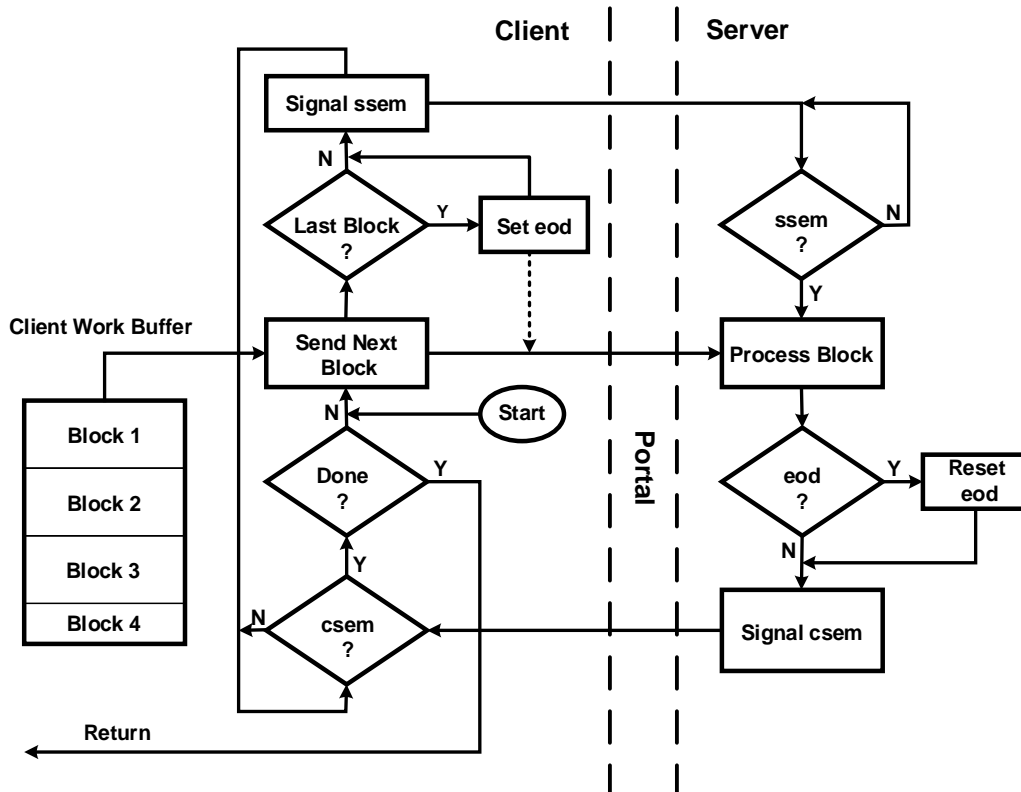 Client
Server
Signal ssem
N
Last Block
?
Y
Set eod
ssem
?
N
Y
Client Work Buffer
Send Next
Block
Process Block
N
Start
Block 1
Block 2
Block 3
Block 4
Done
?
Y
Portal
eod
?
Y
Reset
eod
N
Y
N
csem
?
Signal csem
Return